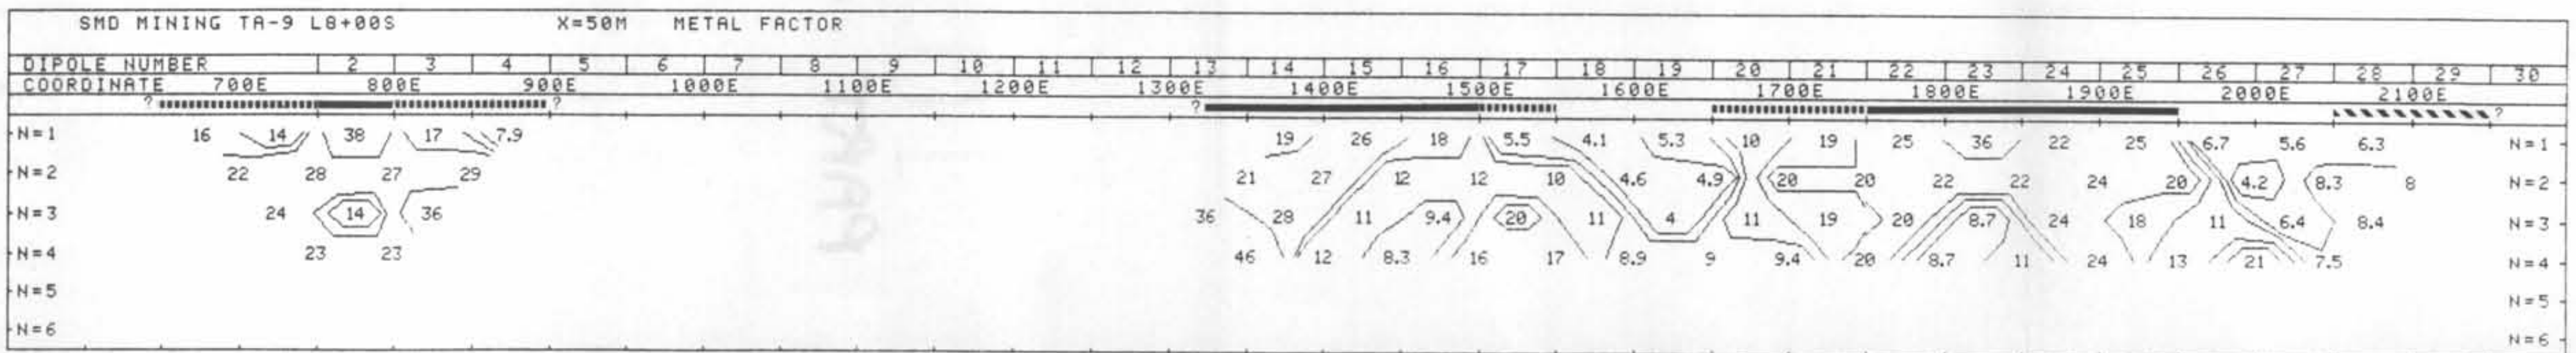 SMD MINING TA-9 L8+00S X=50M METAL FACTOR
DIPOLE NUMBER 2 3 4 5 6 7 8 9 10 11 12 13 14 15 16 17 18 19 20 21 22 23 24 25 26 27 28 29 30
COORDINATE 700E 800E 900E 1000E 1100E 1200E 1300E 1400E 1500E 1600E 1700E 1800E 1900E 2000E 2100E
? ? ? ?
N=1 16 14 38 17 7.9 19 26 18 5.5 4.1 5.3 10 19 25 36 22 25 6.7 5.6 6.3 N=1
N=2 22 28 27 29 21 27 12 12 10 4.6 4.9 20 20 22 22 24 20 4.2 8.3 8 N=2
N=3 24 14 36 36 28 11 9.4 20 11 4 11 19 20 8.7 24 18 11 6.4 8.4 N=3
N=4 23 23 46 12 8.3 16 17 8.9 9 9.4 20 8.7 11 24 13 21 7.5 N=4
N=5 N=5
N=6 N=6